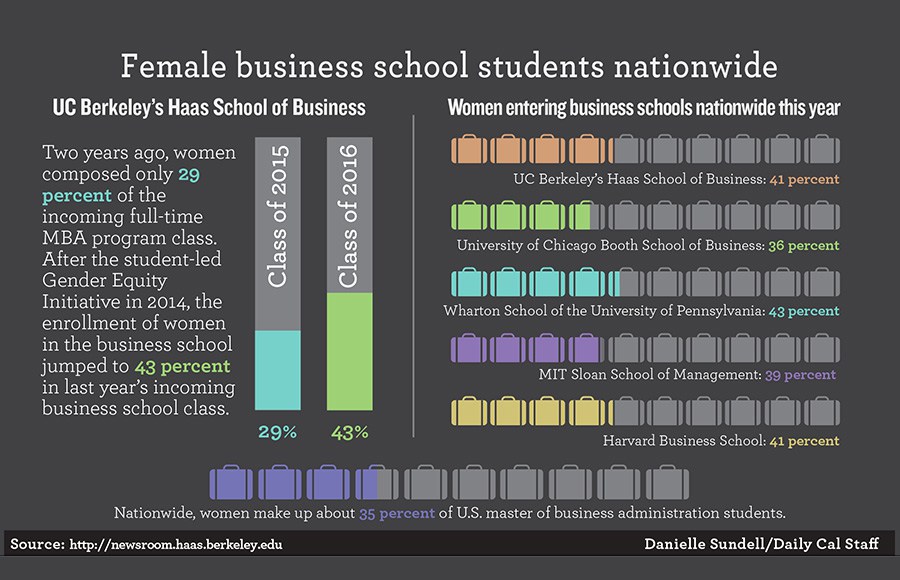 Female business school students nationwide
UC Berkeley's Haas School of Business
Two years ago, women
composed only 29
percent of the
incoming full-time
MBA program class.
After the student-led
Gender Equity
Initiative in 2014, the
enrollment of women
in the business school
jumped to 43 percent
in last year's incoming
business school class.
Class of 2015
Class of 2016
29%
43%
Women entering business schools nationwide this year
UC Berkeley's Haas School of Business: 41 percent
University of Chicago Booth School of Business: 36 percent
Wharton School of the University of Pennsylvania: 43 percent
MIT Sloan School of Management: 39 percent
Harvard Business School: 41 percent
Nationwide, women make up about 35 percent of U.S. master of business administration students.
Source: http://newsroom.haas.berkeley.edu
Danielle Sundell/Daily Cal Staff